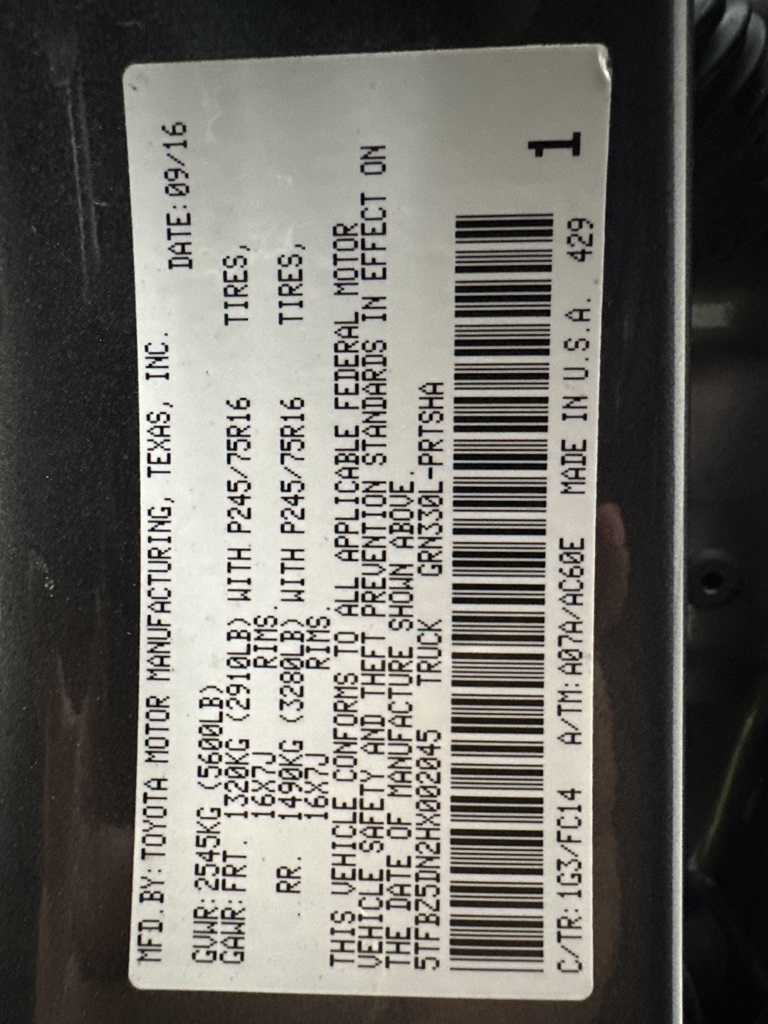 MFD.BY:TOYOTA MOTOR MANUFACTURING, TEXAS, INC.
DATE:09/16
GVWR:2545KG (5600LB)
GAWR:FRT. 1320KG (2910LB) WITH P245/75R16 TIRES,
16X7J RIMS.
RR. 1490KG (3280LB) WITH P245/75R16 TIRES,
16X7J RIMS.
THIS VEHICLE CONFORMS TO ALL APPLICABLE FEDERAL MOTOR
VEHICLE SAFETY AND THEFT PREVENTION STANDARDS IN EFFECT ON
THE DATE OF MANUFACTURE SHOWN ABOVE.
5TFBZ5DN2HX002045 TRUCK GRN330L-PRTSHA
1
C/TR:1G3/FC14 A/TM:A07A/AC60E MADE IN U.S.A. 429